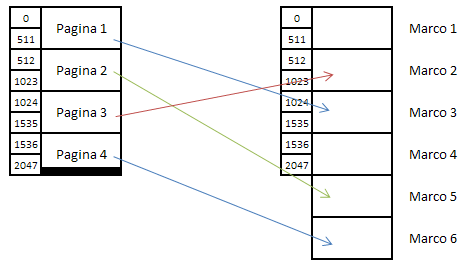 0
511
Pagina 1
512
1023
Pagina 2
1024
1535
Pagina 3
1536
2047
Pagina 4
0
511
Marco 1
512
1023
Marco 2
1024
1535
Marco 3
1536
2047
Marco 4
Marco 5
Marco 6